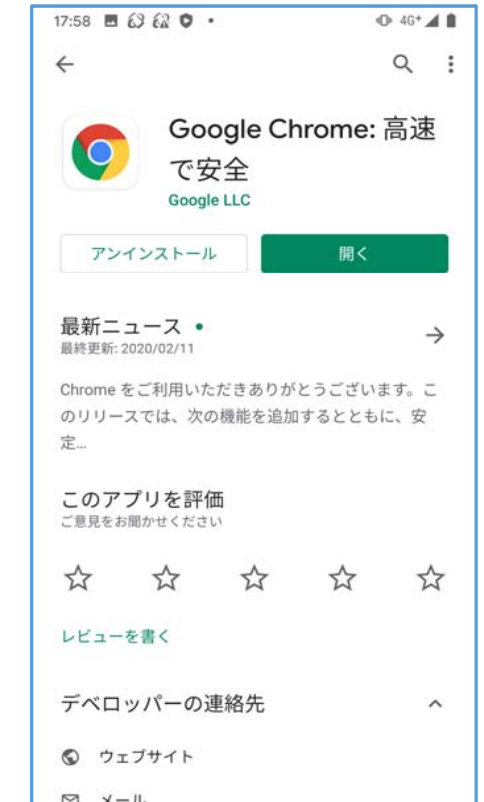 17:58 4G+
Google Chrome: 高速
で安全
Google LLC
アンインストール 開く
最新ニュース
最終更新: 2020/02/11
Chrome をご利用いただきありがとうございます。こ
のリリースでは、次の機能を追加するとともに、安
定...
このアプリを評価
ご意見をお聞かせください
レビューを書く
デベロッパーの連絡先
ウェブサイト
メール